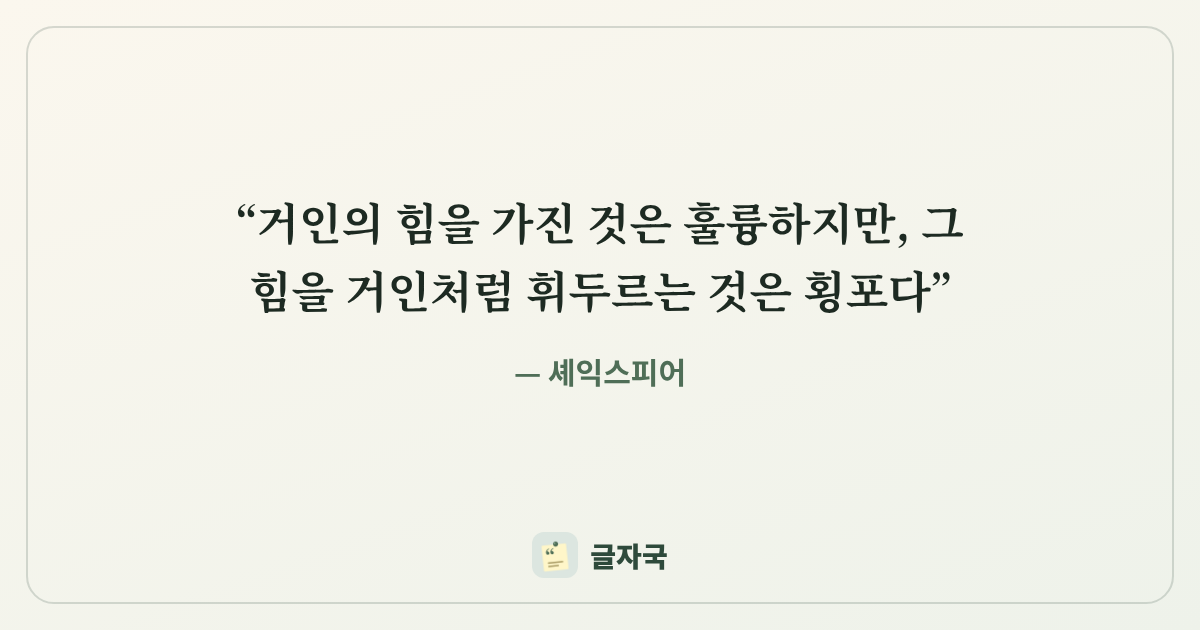 “거인의 힘을 가진 것은 훌륭하지만, 그
힘을 거인처럼 휘두르는 것은 횡포다”
— 셰익스피어
글자국